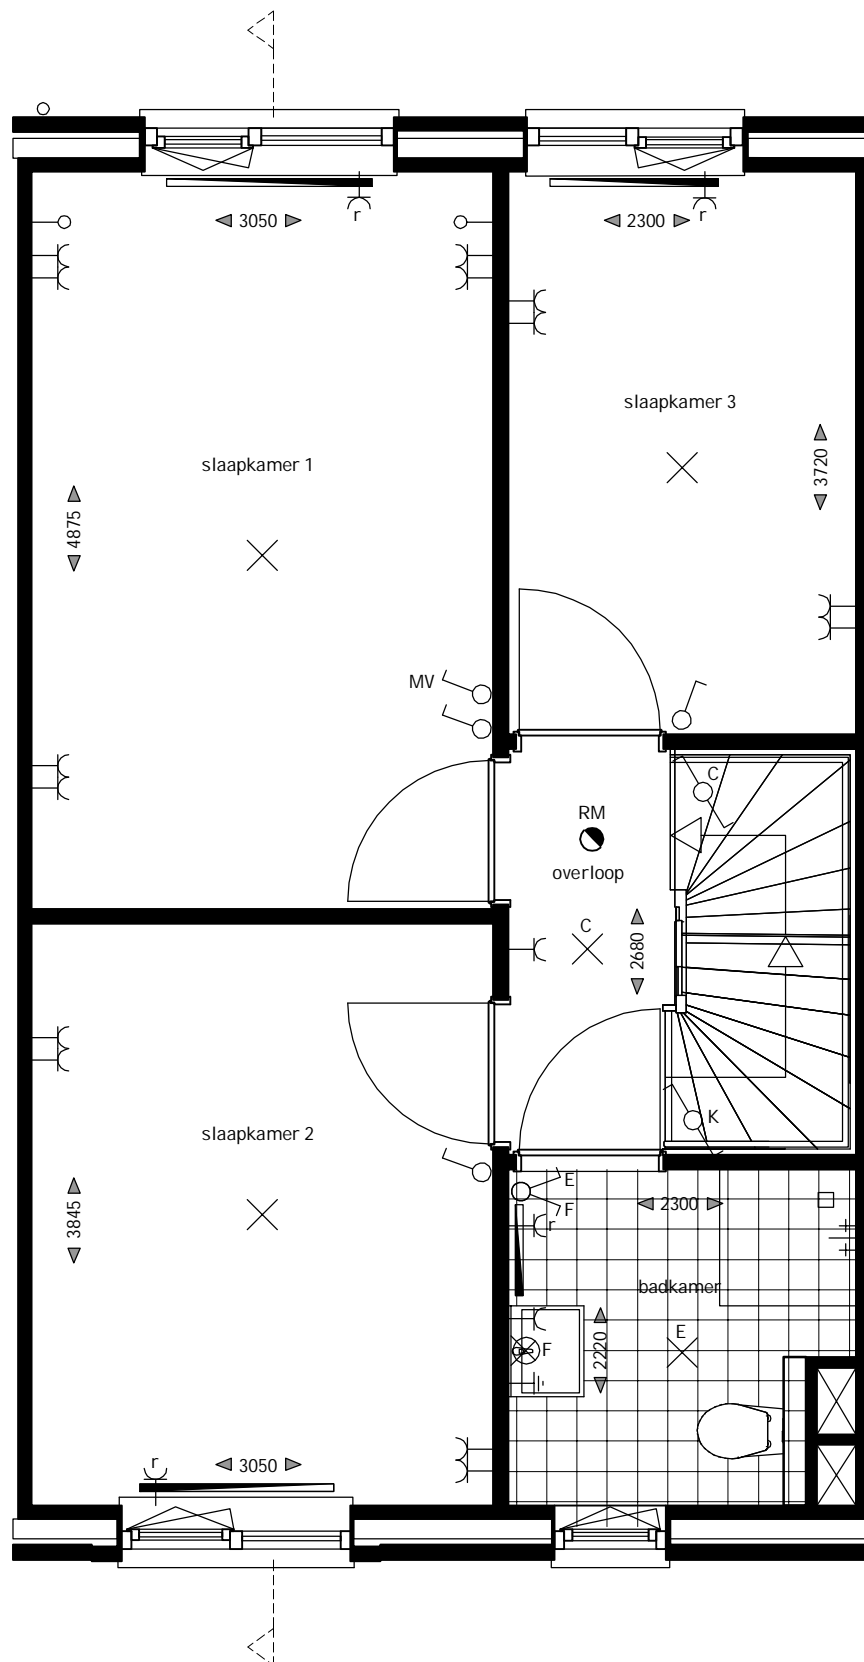 r
3050
r
2300
slaapkamer 3
3720
slaapkamer 1
4875
MV
C
RM
overloop
C
2680
K
slaapkamer 2
E
F
2300
r
3845
badkamer
E
F
2220
r
3050